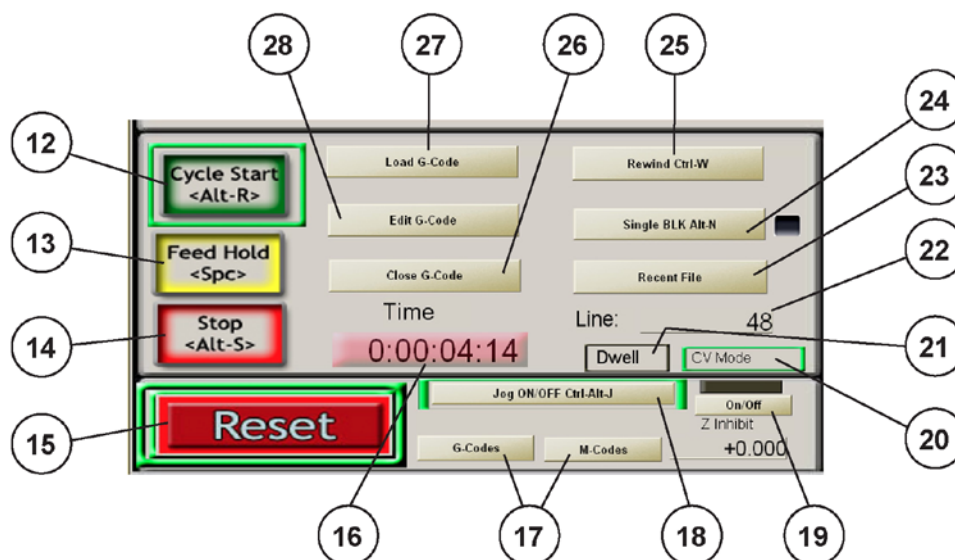 28
27
26
25
24
12
Cycle Start
<Alt-R>
Load G-Code
Rewind Ctrl-W
23
13
Feed Hold
<Spc>
Edit G-Code
Single BLK Alt-N
22
Close G-Code
Recent File
14
Stop
<Alt-S>
Time
Line: 48
21
0:00:04:14
Dwell
CV Mode
15
Reset
Jog ON/OFF Ctrl-Alt-J
On/Off
Z Inhibit
+0.000
20
G-Codes
M-Codes
16
17
18
19